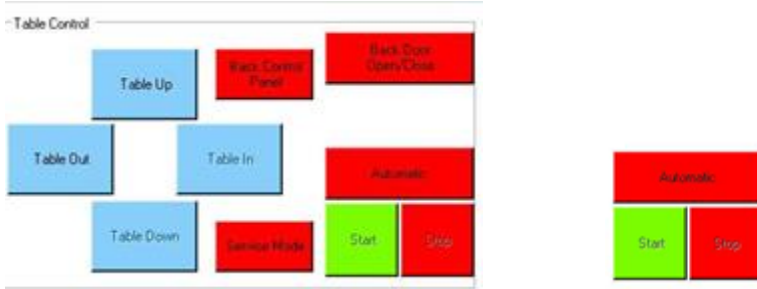 Table Control
Table Up
Back Control
Panel
Back Door
Open/Close
Table Out
Table In
Automatic
Table Down
Service Mode
Start
Stop
Automatic
Start
Stop